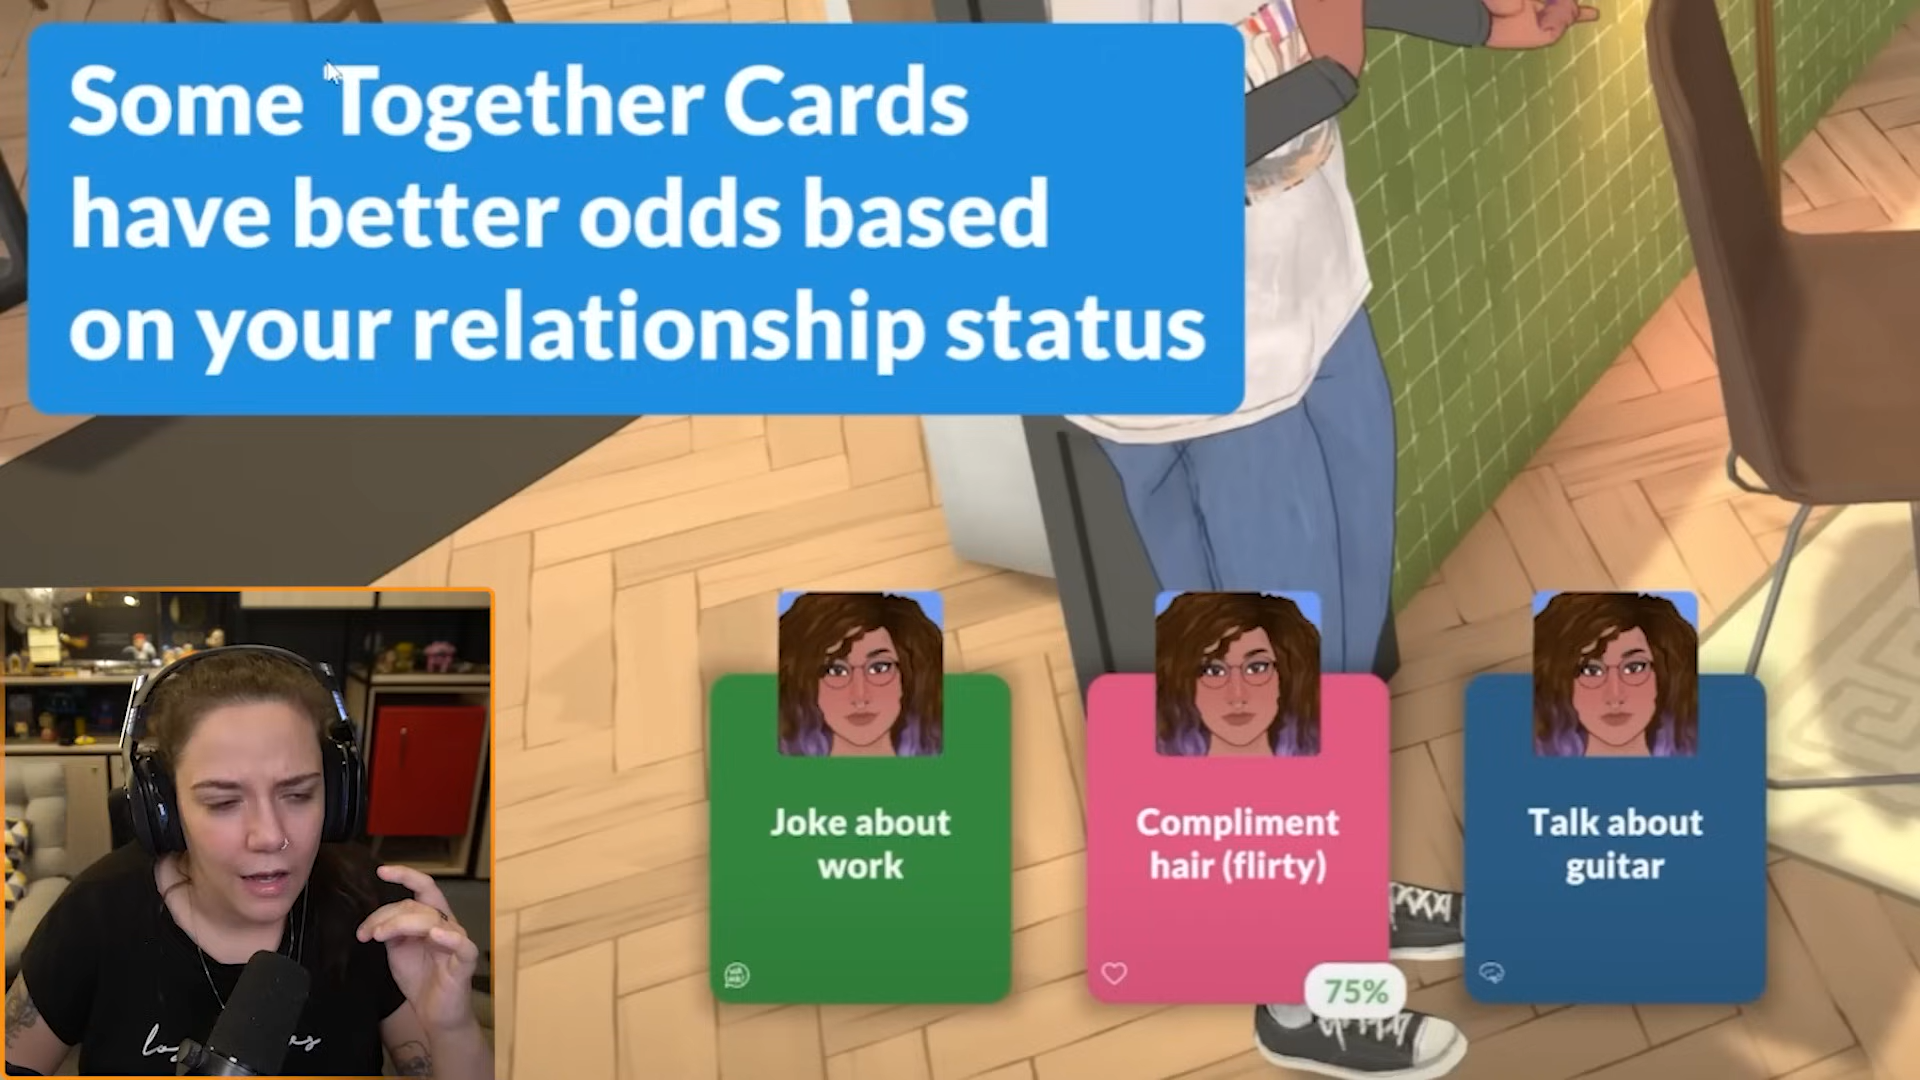 Some Together Cards
have better odds based
on your relationship status
Joke about
work
Compliment
hair (flirty)
75%
Talk about
guitar